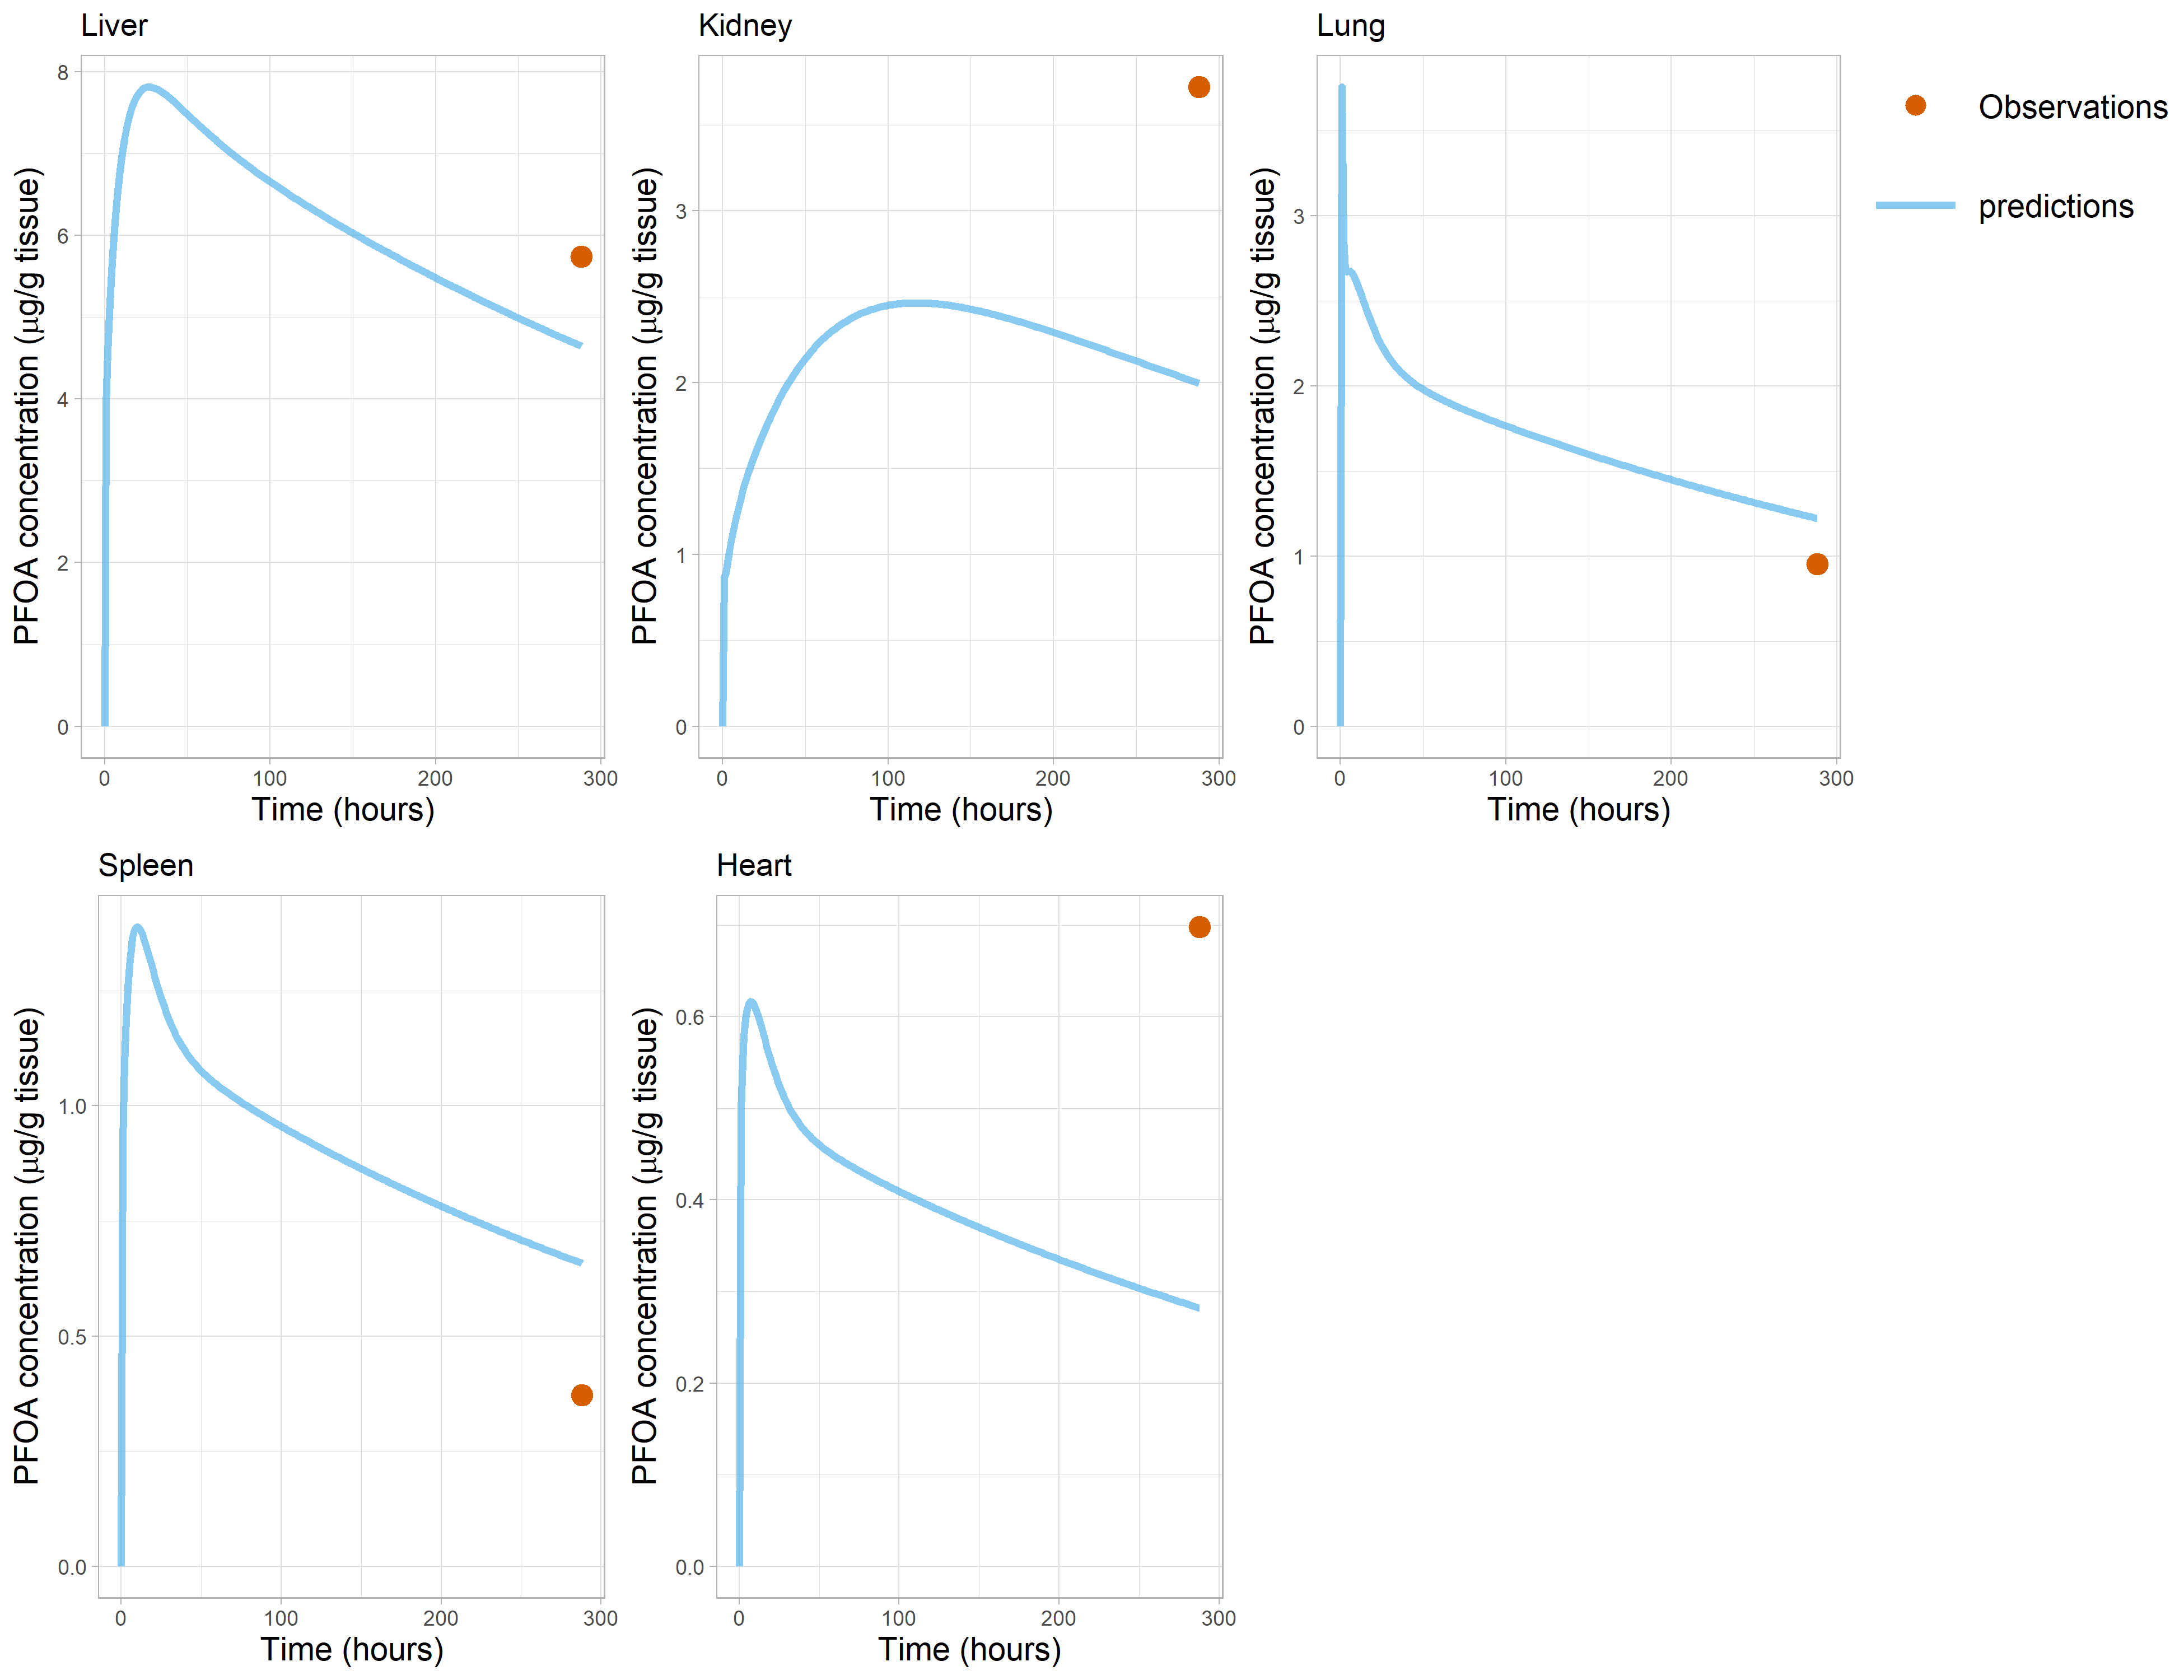 Liver
PFOA concentration (μg/g tissue)
8
6
4
2
0
0 100 200 300
Time (hours)
Kidney
PFOA concentration (μg/g tissue)
3
2
1
0
0 100 200 300
Time (hours)
Lung
PFOA concentration (μg/g tissue)
3
2
1
0
0 100 200 300
Time (hours)
Observations
predictions
Spleen
PFOA concentration (μg/g tissue)
1.0
0.5
0.0
0 100 200 300
Time (hours)
Heart
PFOA concentration (μg/g tissue)
0.6
0.4
0.2
0.0
0 100 200 300
Time (hours)